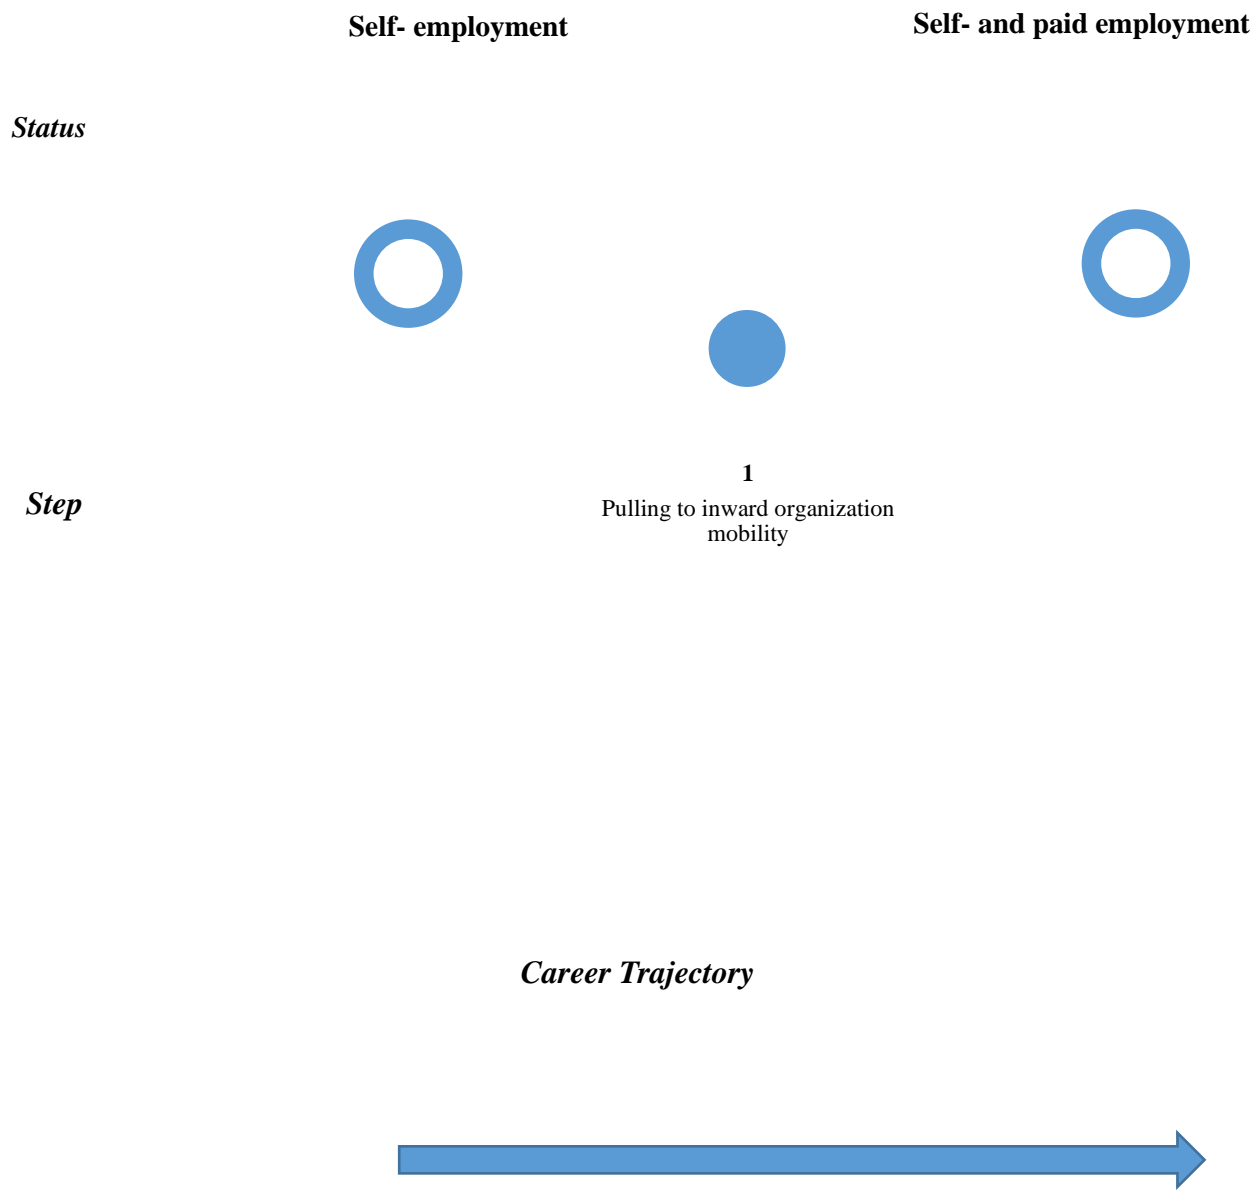 Self- employment
Self- and paid employment
Status
1
Step
Pulling to inward organization
mobility
Career Trajectory